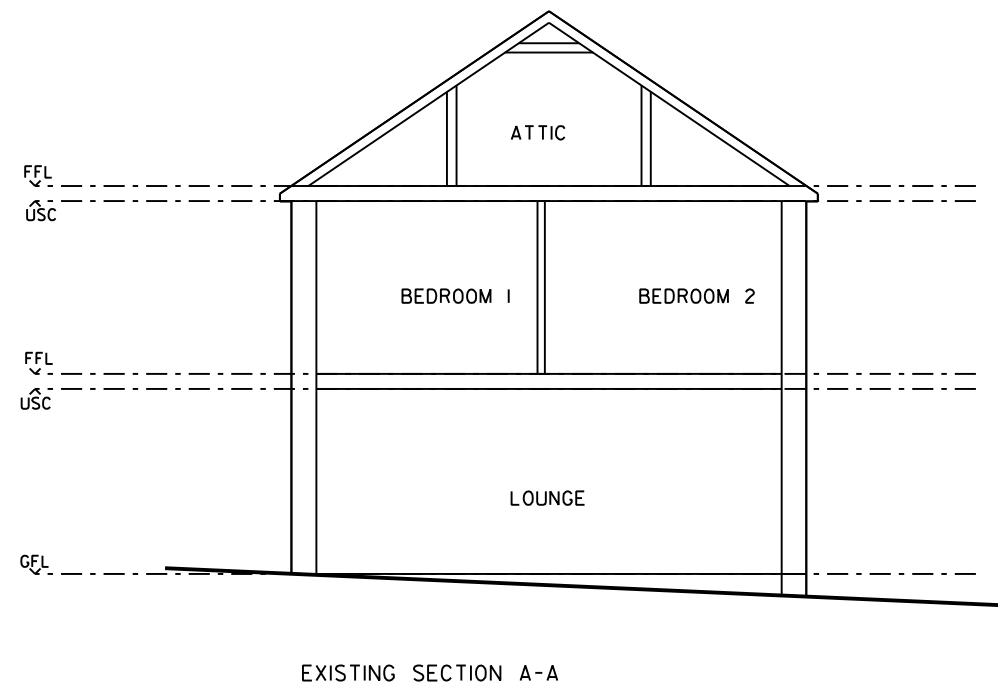 ATTIC
FFL
USC
BEDROOM 1
BEDROOM 2
FFL
USC
LOUNGE
GFL
EXISTING SECTION A-A